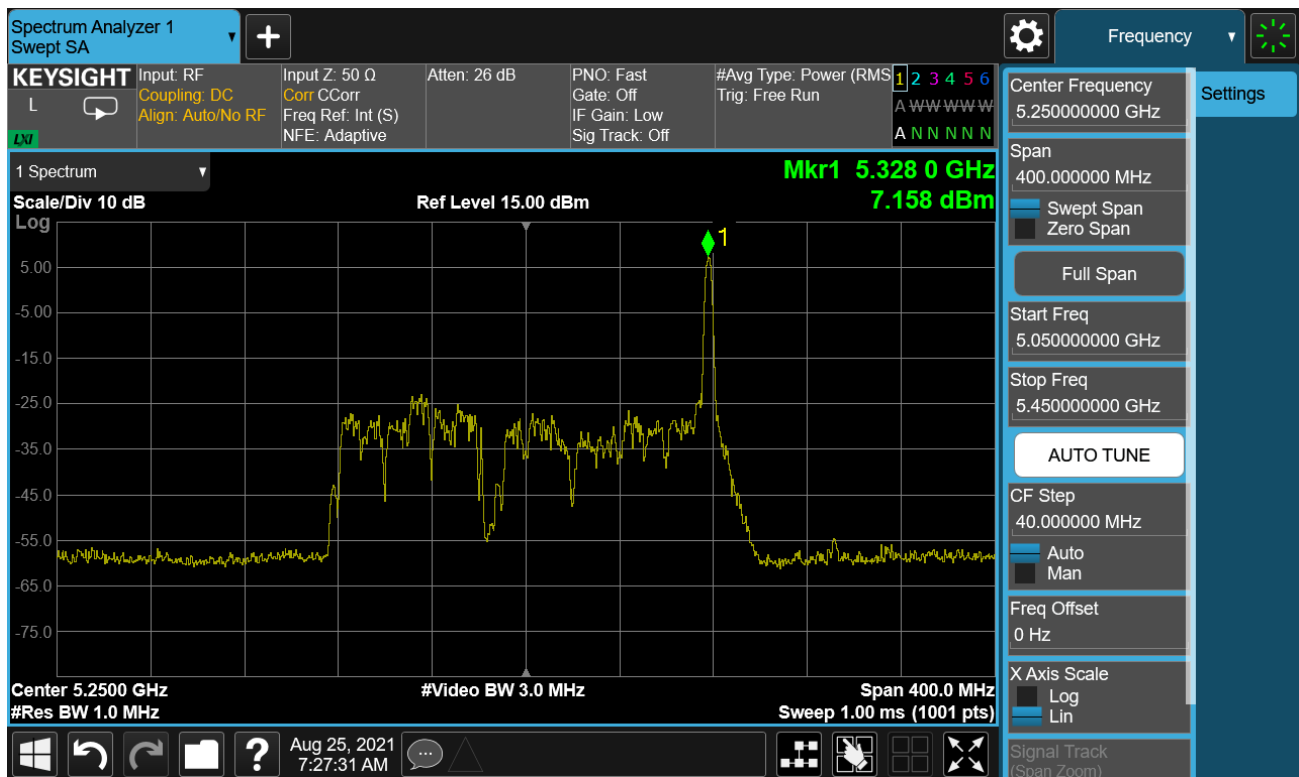 Spectrum Analyzer 1
Swept SA
Frequency
KEYSIGHT
L
LXI
Input: RF
Coupling: DC
Align: Auto/No RF
Input Z: 50 Ω
Corr CCorr
Freq Ref: Int (S)
NFE: Adaptive
Atten: 26 dB
PNO: Fast
Gate: Off
IF Gain: Low
Sig Track: Off
#Avg Type: Power (RMS
Trig: Free Run
1 2 3 4 5 6
A W W W W W
A N N N N N
1 Spectrum
Mkr1 5.328 0 GHz
7.158 dBm
Scale/Div 10 dB
Ref Level 15.00 dBm
Log
1
5.00
-5.00
-15.0
-25.0
-35.0
-45.0
-55.0
-65.0
-75.0
Center 5.2500 GHz
#Video BW 3.0 MHz
Span 400.0 MHz
#Res BW 1.0 MHz
Sweep 1.00 ms (1001 pts)
?
Aug 25, 2021
7:27:31 AM
Center Frequency
5.250000000 GHz
Settings
Span
400.000000 MHz
Swept Span
Zero Span
Full Span
Start Freq
5.050000000 GHz
Stop Freq
5.450000000 GHz
AUTO TUNE
CF Step
40.000000 MHz
Auto
Man
Freq Offset
0 Hz
X Axis Scale
Log
Lin
Signal Track
(Span Zoom)